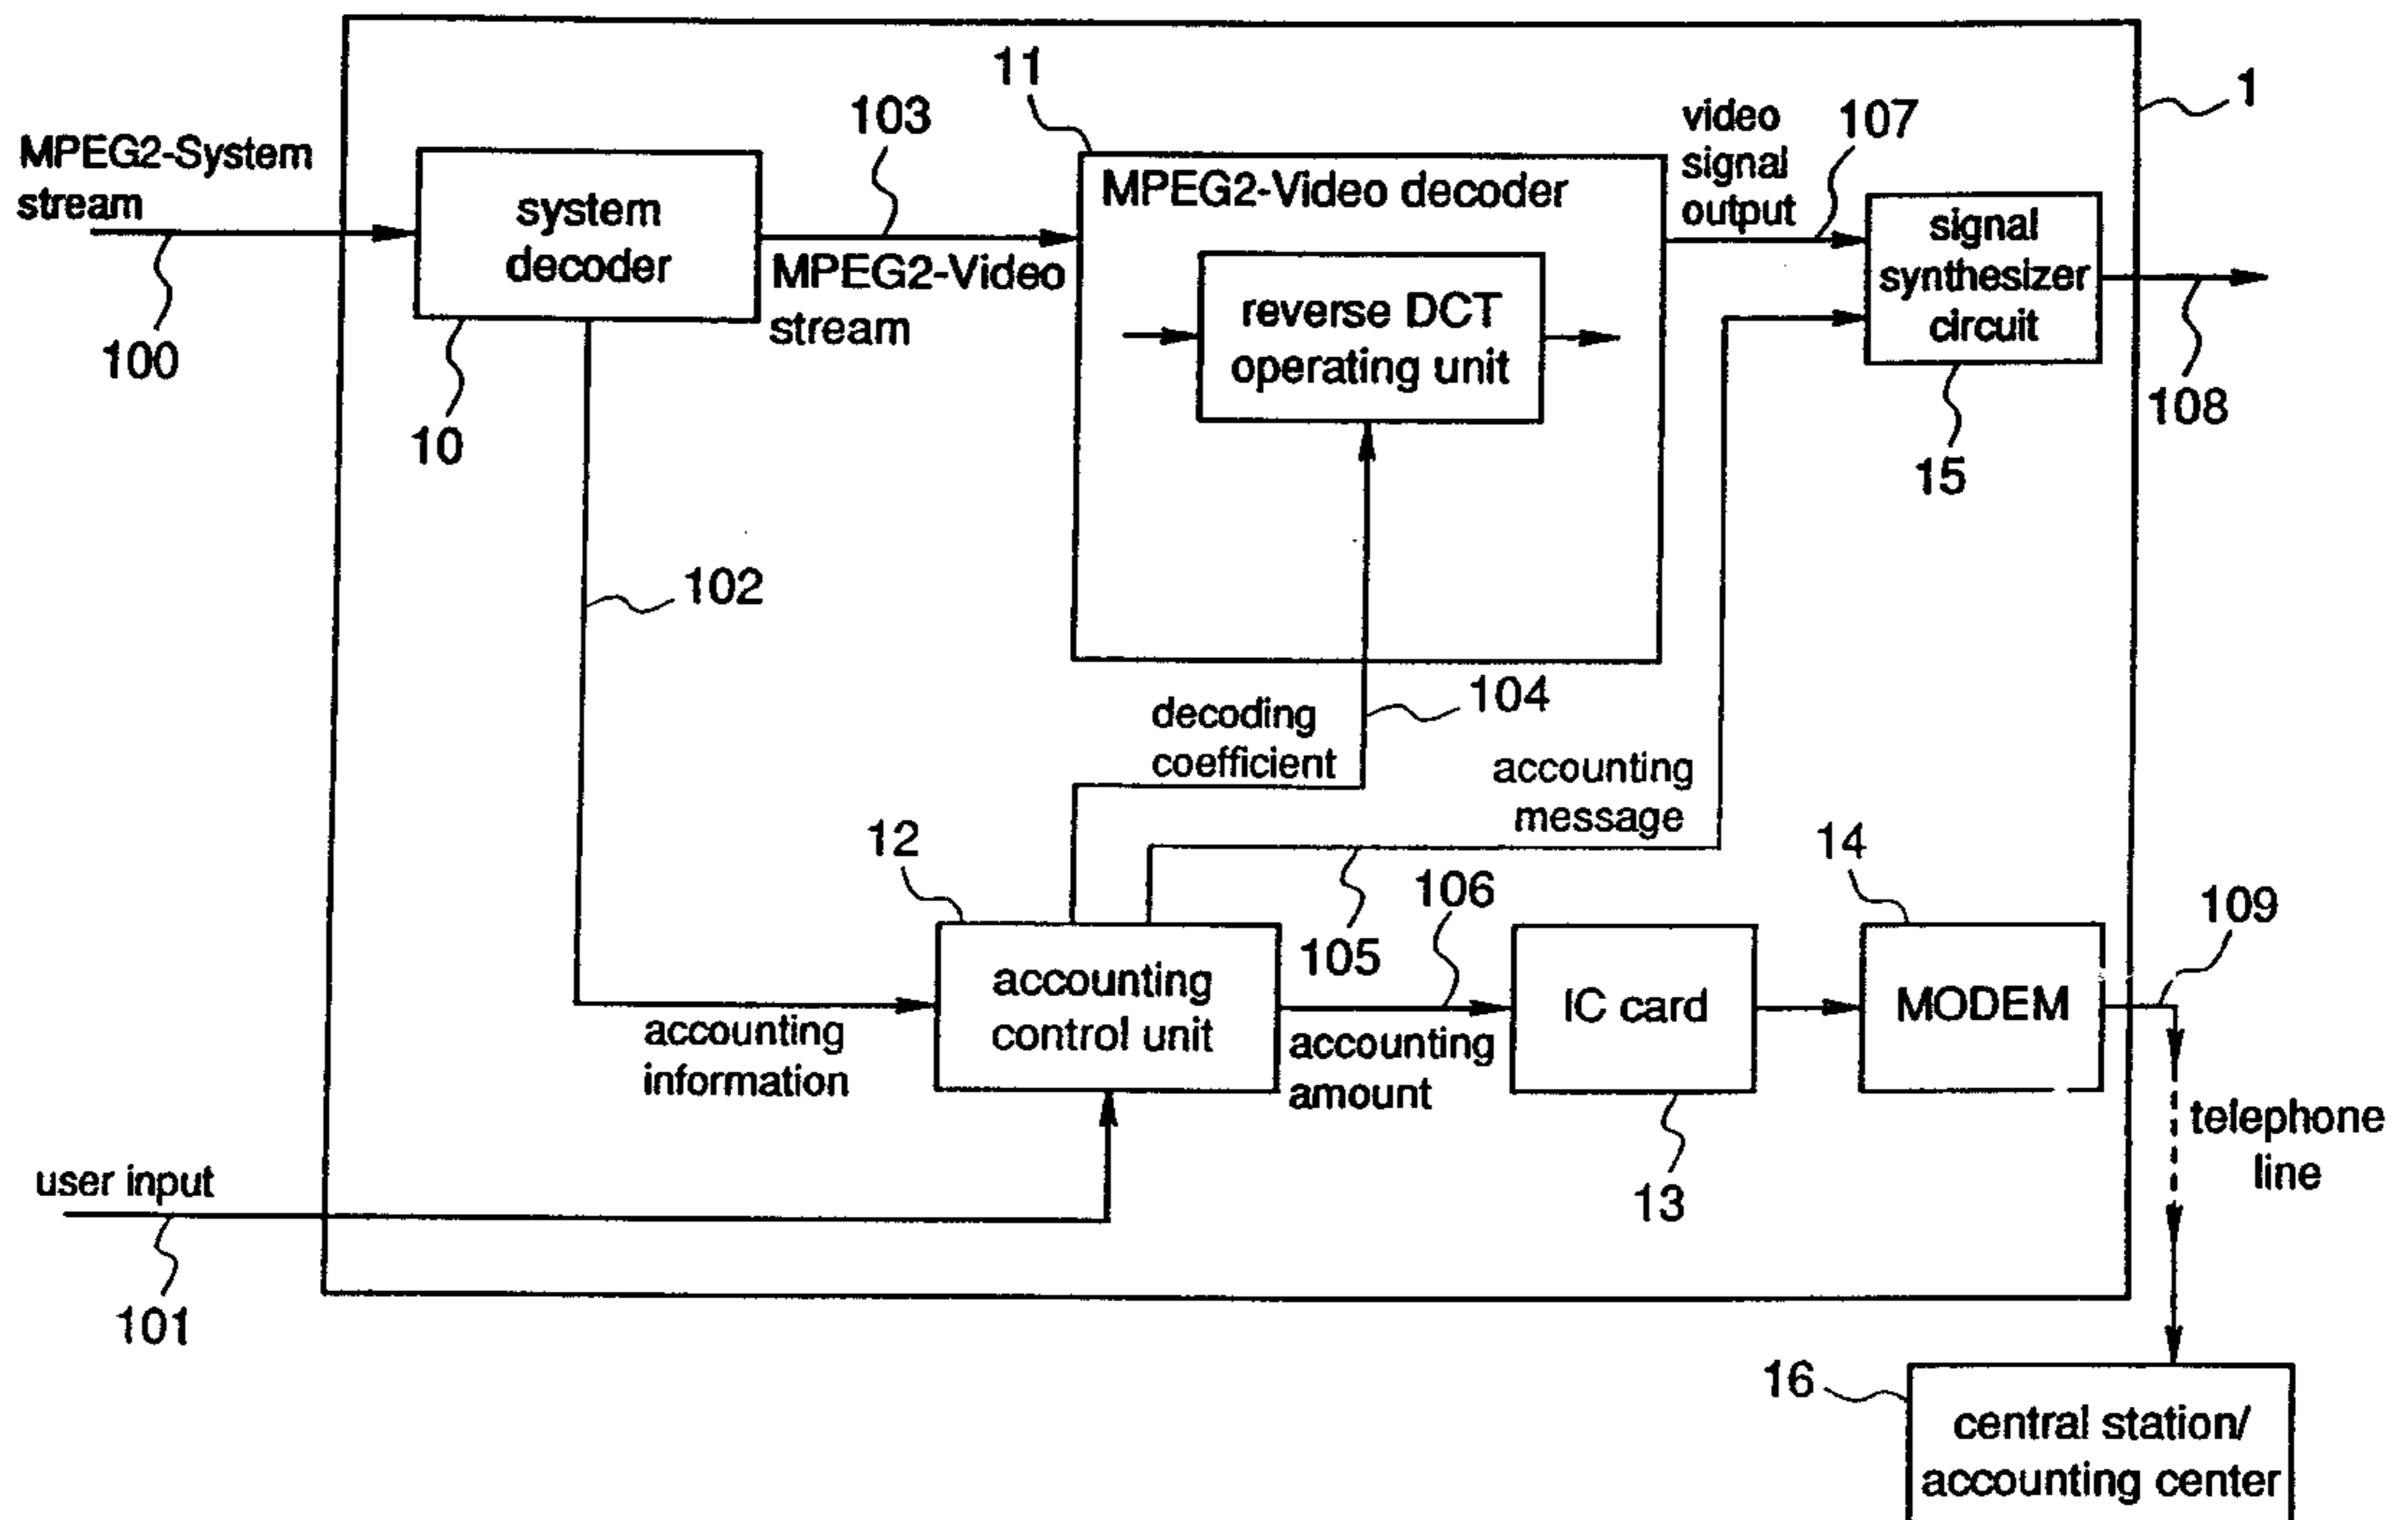 11
1
103
video
107
signal
output
MPEG2-System
stream
system
decoder
MPEG2-Video decoder
signal
synthesizer
circuit
MPEG2-Video
stream
reverse DCT
operating unit
100
10
108
15
102
104
decoding
coefficient
accounting
message
12
14
106
109
105
accounting
control unit
IC card
MODEM
accounting
information
accounting
amount
telephone
line
user input
13
101
16
central station/
accounting center